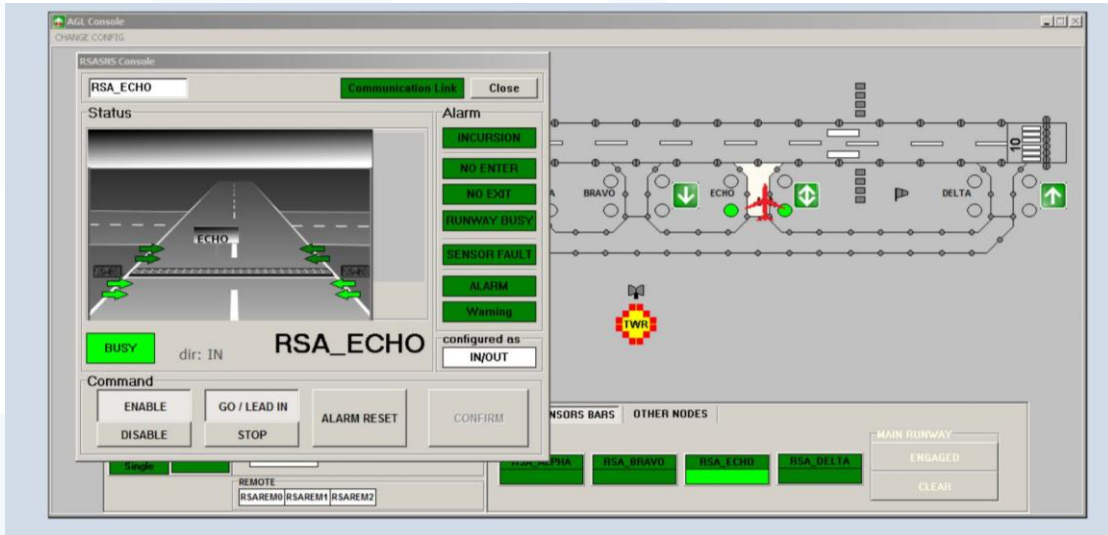 AGL Console
CHANGE CONFIG
RSASNS Console
RSA_ECHO
Communication Link
Close
Status
Alarm
ECHO
INCURSION
NO ENTER
NO EXIT
RUNWAY BUSY
SENSOR FAULT
ALARM
Warning
BUSY
dir: IN
RSA_ECHO
configured as
IN/OUT
Command
ENABLE
DISABLE
GO / LEAD IN
STOP
ALARM RESET
CONFIRM
10
A
BRAVO
ECHO
DELTA
TWR
NSORS BARS
OTHER NODES
MAIN RUNWAY
ENGAGED
CLEAR
RSA_ALPHA
RSA_BRAVO
RSA_ECHO
RSA_DELTA
Single
REMOTE
RSAREM0
RSAREM1
RSAREM2